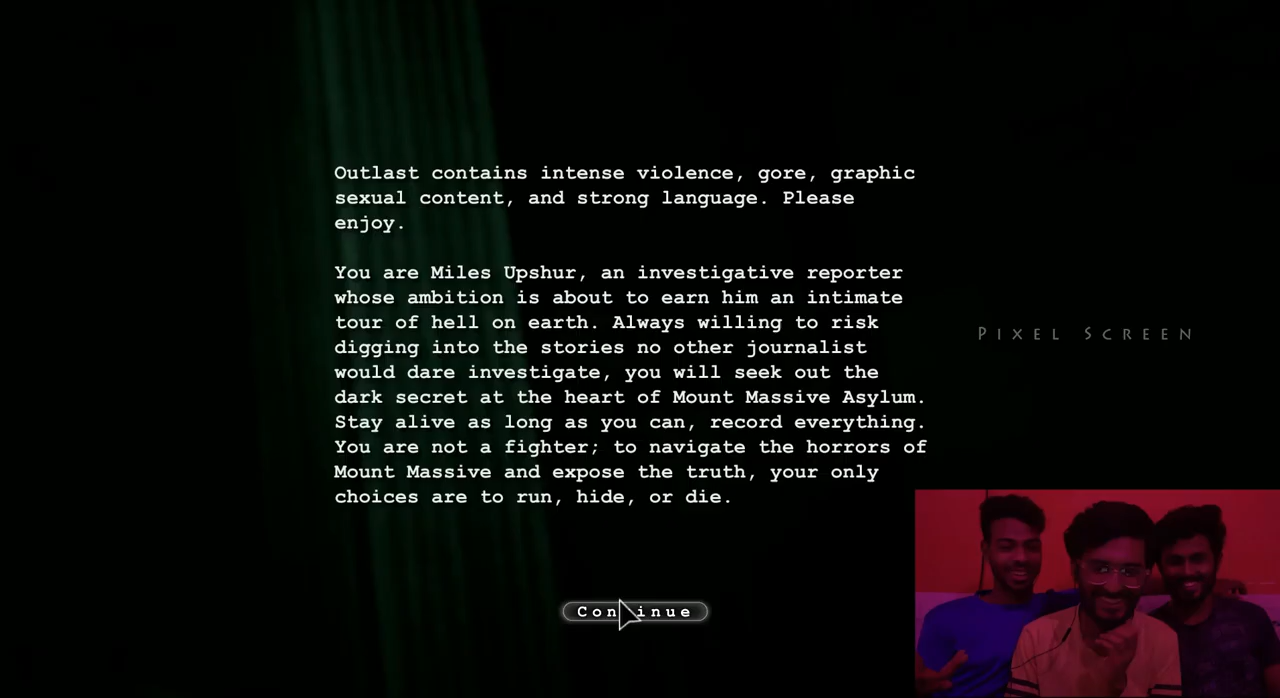 Outlast contains intense violence, gore, graphic
sexual content, and strong language. Please
enjoy.
You are Miles Upshur, an investigative reporter
whose ambition is about to earn him an intimate
tour of hell on earth. Always willing to risk
digging into the stories no other journalist
would dare investigate, you will seek out the
dark secret at the heart of Mount Massive Asylum.
Stay alive as long as you can, record everything.
You are not a fighter; to navigate the horrors of
Mount Massive and expose the truth, your only
choices are to run, hide, or die.
PIXEL SCREEN
Continue